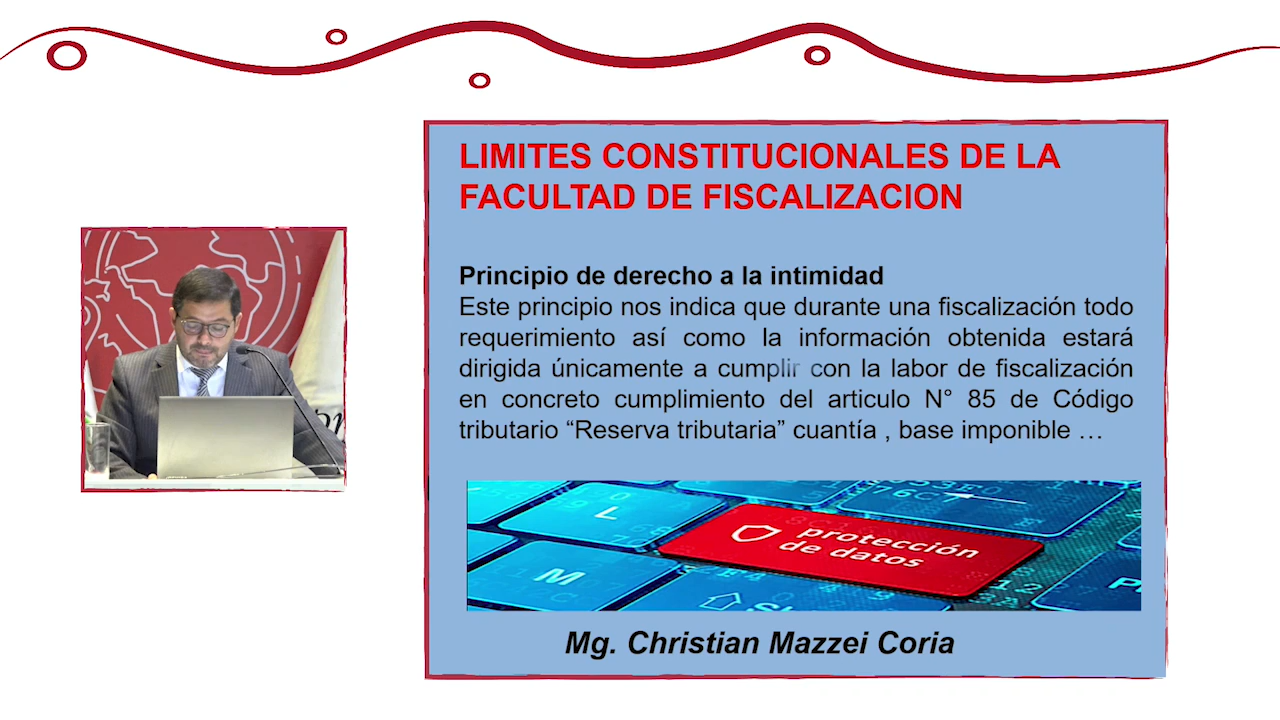 LIMITES CONSTITUCIONALES DE LA
FACULTAD DE FISCALIZACION
Principio de derecho a la intimidad
Este principio nos indica que durante una fiscalización todo
requerimiento así como la información obtenida estará
dirigida únicamente a cumplir con la labor de fiscalización
en concreto cumplimiento del articulo N° 85 de Código
tributario “Reserva tributaria” cuantía , base imponible …
L
protección
de datos
M
Mg. Christian Mazzei Coria